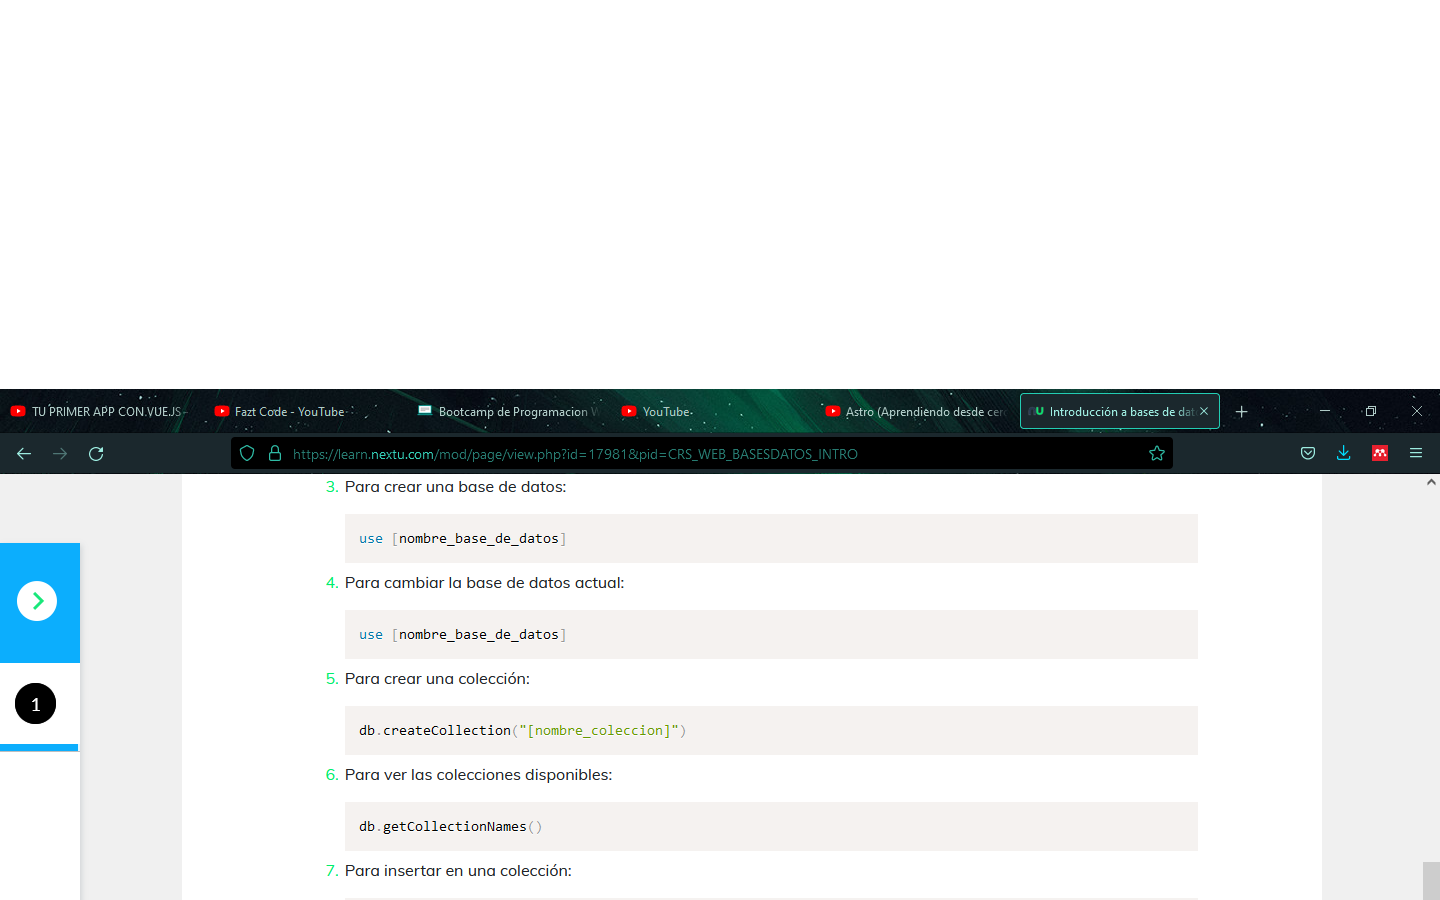 TU PRIMER APP CON VUE.JS -
Fazt Code - YouTube
Bootcamp de Programacion W
YouTube
Astro (Aprendiendo desde cero
Introducción a bases de dat
https://learn.nextu.com/mod/page/view.php?id=17981&pid=CRS_WEB_BASESDATOS_INTRO
3. Para crear una base de datos:
use [nombre_base_de_datos]
4. Para cambiar la base de datos actual:
use [nombre_base_de_datos]
1
5. Para crear una colección:
db.createCollection("[nombre_coleccion]")
6. Para ver las colecciones disponibles:
db.getCollectionNames()
7. Para insertar en una colección: